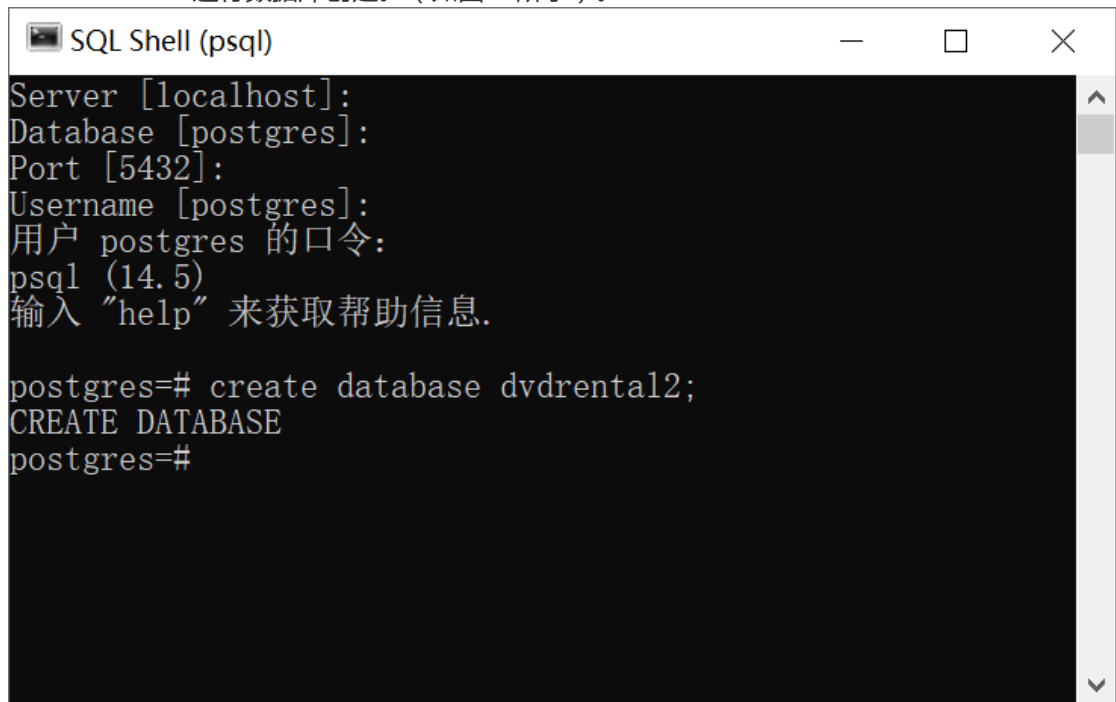 SQL Shell (psql)
Server [localhost]:
Database [postgres]:
Port [5432]:
Username [postgres]:
用户 postgres 的口令：
psql (14.5)
输入 "help" 来获取帮助信息.
postgres=# create database dvdrental2;
CREATE DATABASE
postgres=#